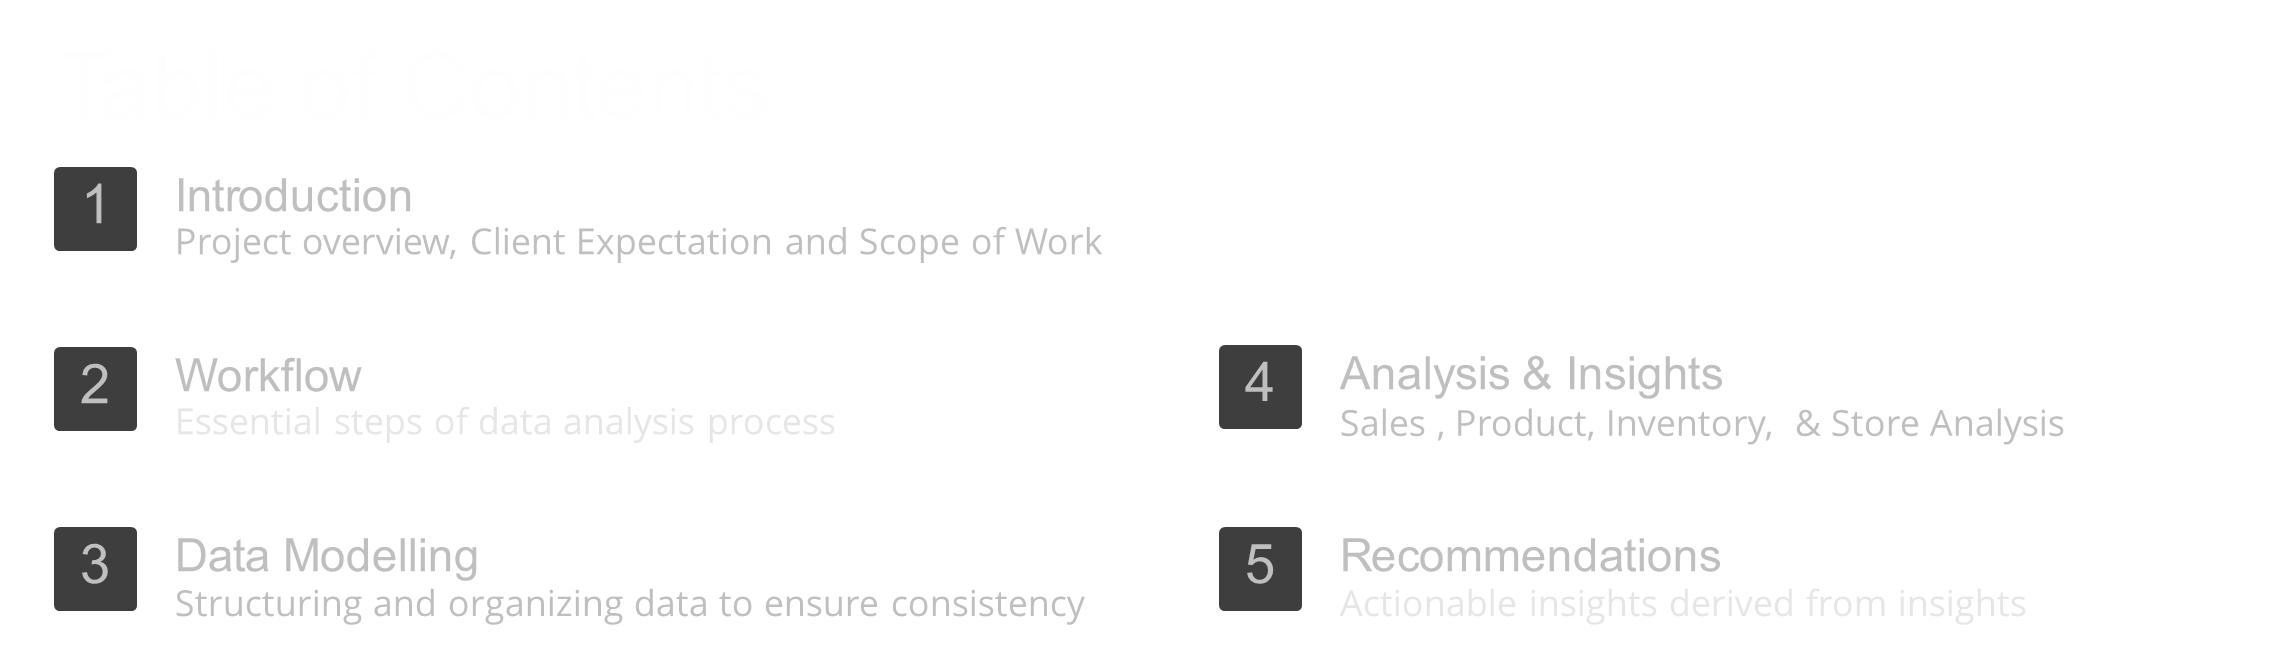 Table of Contents
1
Introduction
Project overview, Client Expectation and Scope of Work
2
Workflow
Essential steps of data analysis process
3
Data Modelling
Structuring and organizing data to ensure consistency
4
Analysis & Insights
Sales , Product, Inventory,  & Store Analysis
5
Recommendations
Actionable insights derived from insights